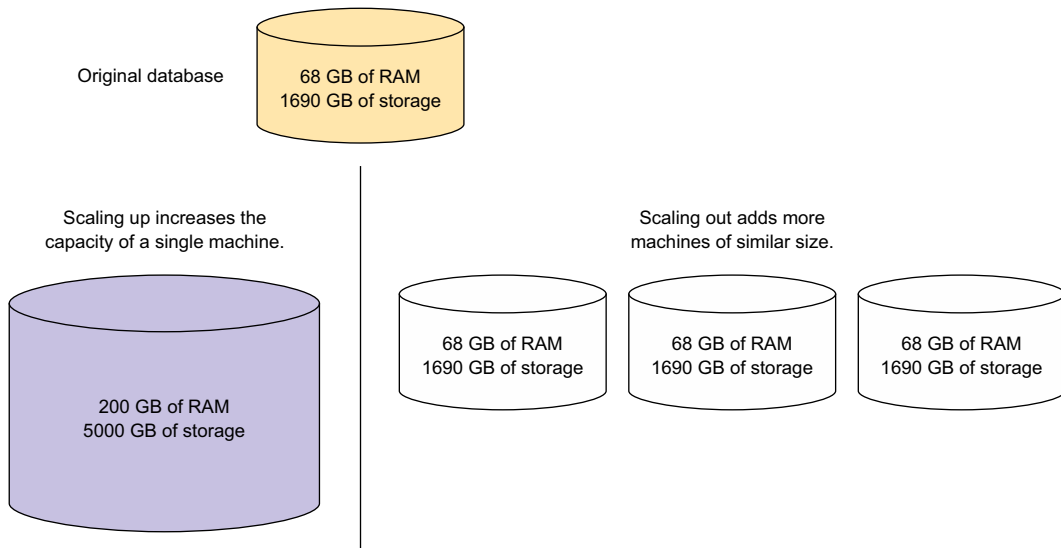 Original database
68 GB of RAM
1690 GB of storage
Scaling up increases the
capacity of a single machine.
200 GB of RAM
5000 GB of storage
Scaling out adds more
machines of similar size.
68 GB of RAM
1690 GB of storage
68 GB of RAM
1690 GB of storage
68 GB of RAM
1690 GB of storage